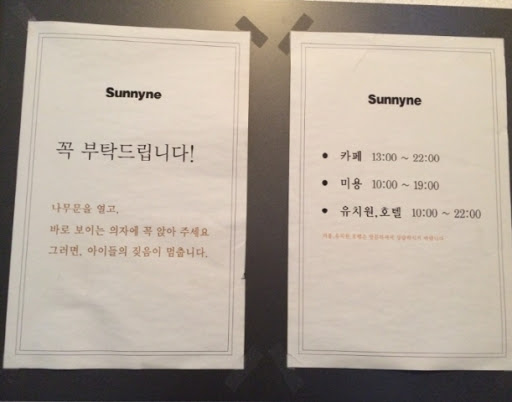 Sunnyne
꼭 부탁드립니다!
나무문을 열고,
바로 보이는 의자에 꼭 앉아 주세요
그러면, 아이들의 짖음이 멈춥니다.
Sunnyne
• 카페 13:00 ~ 22:00
• 미용 10:00 ~ 19:00
• 유치원,호텔 10:00 ~ 22:00